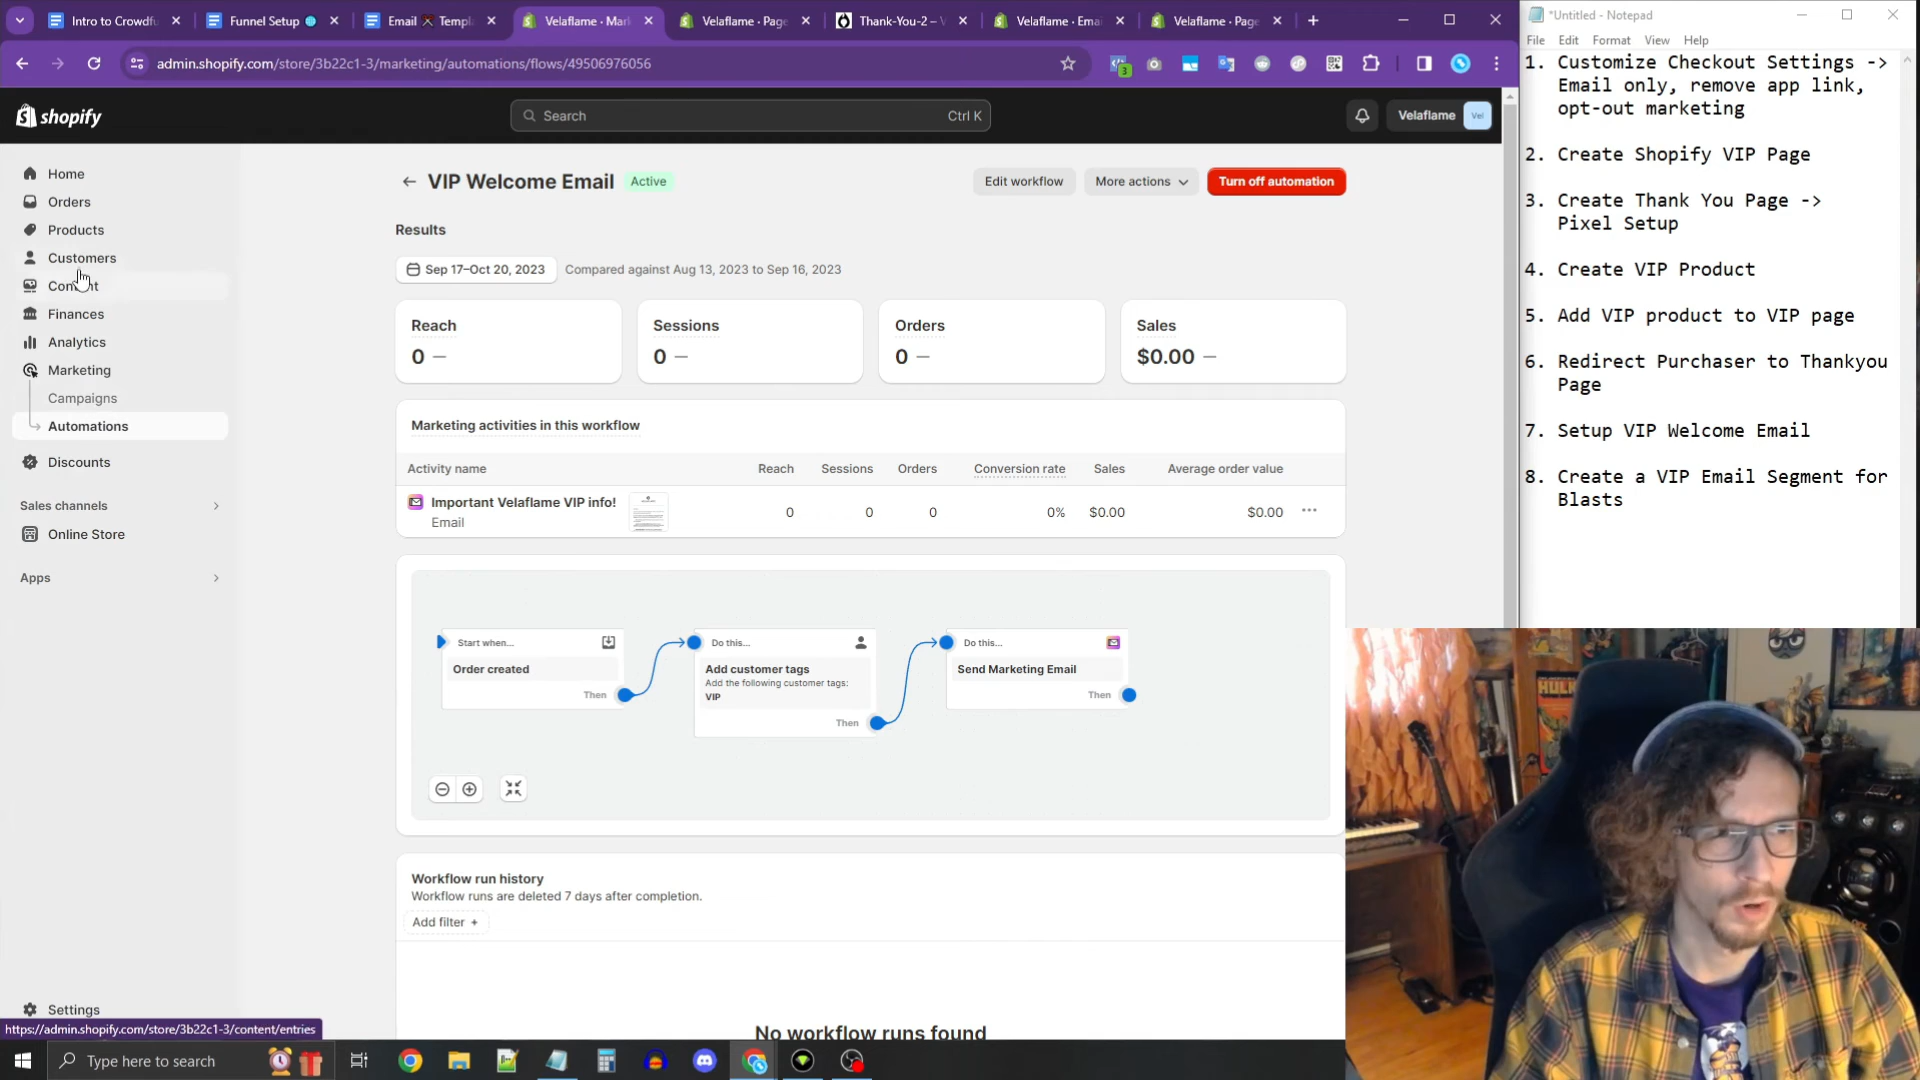 Intro to Crowdfu
Funnel Setup
Email
Templ
Velaflame · Mar
Velaflame · Page
Thank-You-2 – V
Velaflame · Emai
Velaflame · Page
admin.shopify.com/store/3b22c1-3/marketing/automations/flows/49506976056
3
shopify
Search
Ctrl K
Velaflame
Vel
Home
Orders
Products
Customers
Content
Finances
Analytics
Marketing
Campaigns
Automations
Discounts
Sales channels
Online Store
Apps
Settings
https://admin.shopify.com/store/3b22c1-3/content/entries
VIP Welcome Email
Active
Edit workflow
More actions
Turn off automation
Results
Sep 17–Oct 20, 2023
Compared against Aug 13, 2023 to Sep 16, 2023
Reach
0 –
Sessions
0 –
Orders
0 –
Sales
$0.00 –
Marketing activities in this workflow
Activity name Reach Sessions Orders Conversion rate Sales Average order value
Important Velaflame VIP info!
Email
0 0 0 0% $0.00 $0.00
Start when...
Order created
Then
Do this...
Add customer tags
Add the following customer tags:
VIP
Then
Do this...
Send Marketing Email
Then
Workflow run history
Workflow runs are deleted 7 days after completion.
Add filter +
No workflow runs found
*Untitled - Notepad
File Edit Format View Help
1. Customize Checkout Settings ->
Email only, remove app link,
opt-out marketing
2. Create Shopify VIP Page
3. Create Thank You Page ->
Pixel Setup
4. Create VIP Product
5. Add VIP product to VIP page
6. Redirect Purchaser to Thankyou
Page
7. Setup VIP Welcome Email
8. Create a VIP Email Segment for
Blasts
HULK
Type here to search